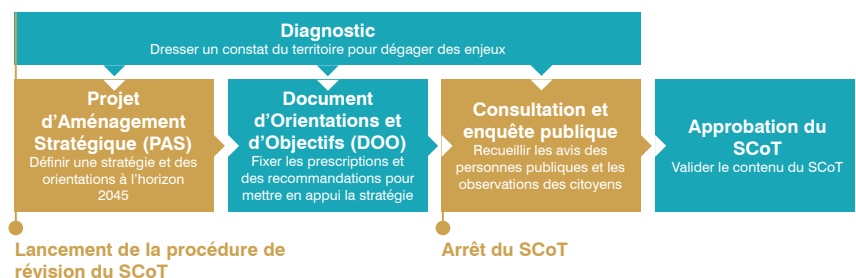 Diagnostic
Dresser un constat du territoire pour dégager des enjeux
Projet
d'Aménagement
Stratégique (PAS)
Définir une stratégie et des
orientations à l'horizon
2045
Document
d'Orientations et
d'Objectifs (DOO)
Fixer les prescriptions et
des recommandations pour
mettre en appui la stratégie
Consultation et
enquête publique
Recueillir les avis des
personnes publiques et les
observations des citoyens
Approbation du
SCoT
Valider le contenu du SCoT
Lancement de la procédure de
révision du SCoT
Arrêt du SCoT